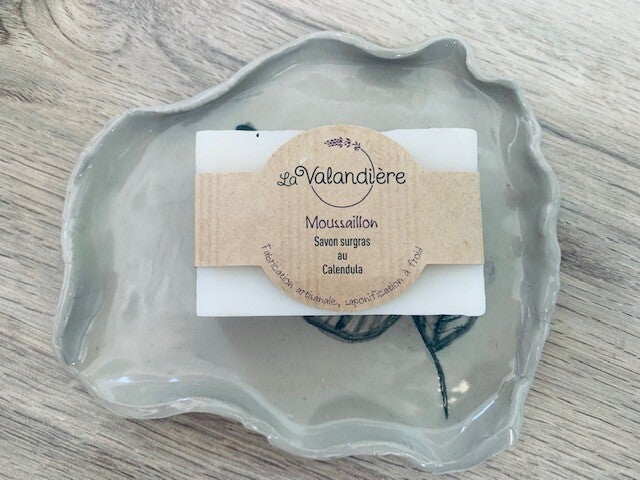 La Valandière
Moussaillon
Savon surgras
au
Calendula
Fabrication artisanale, saponification à froid